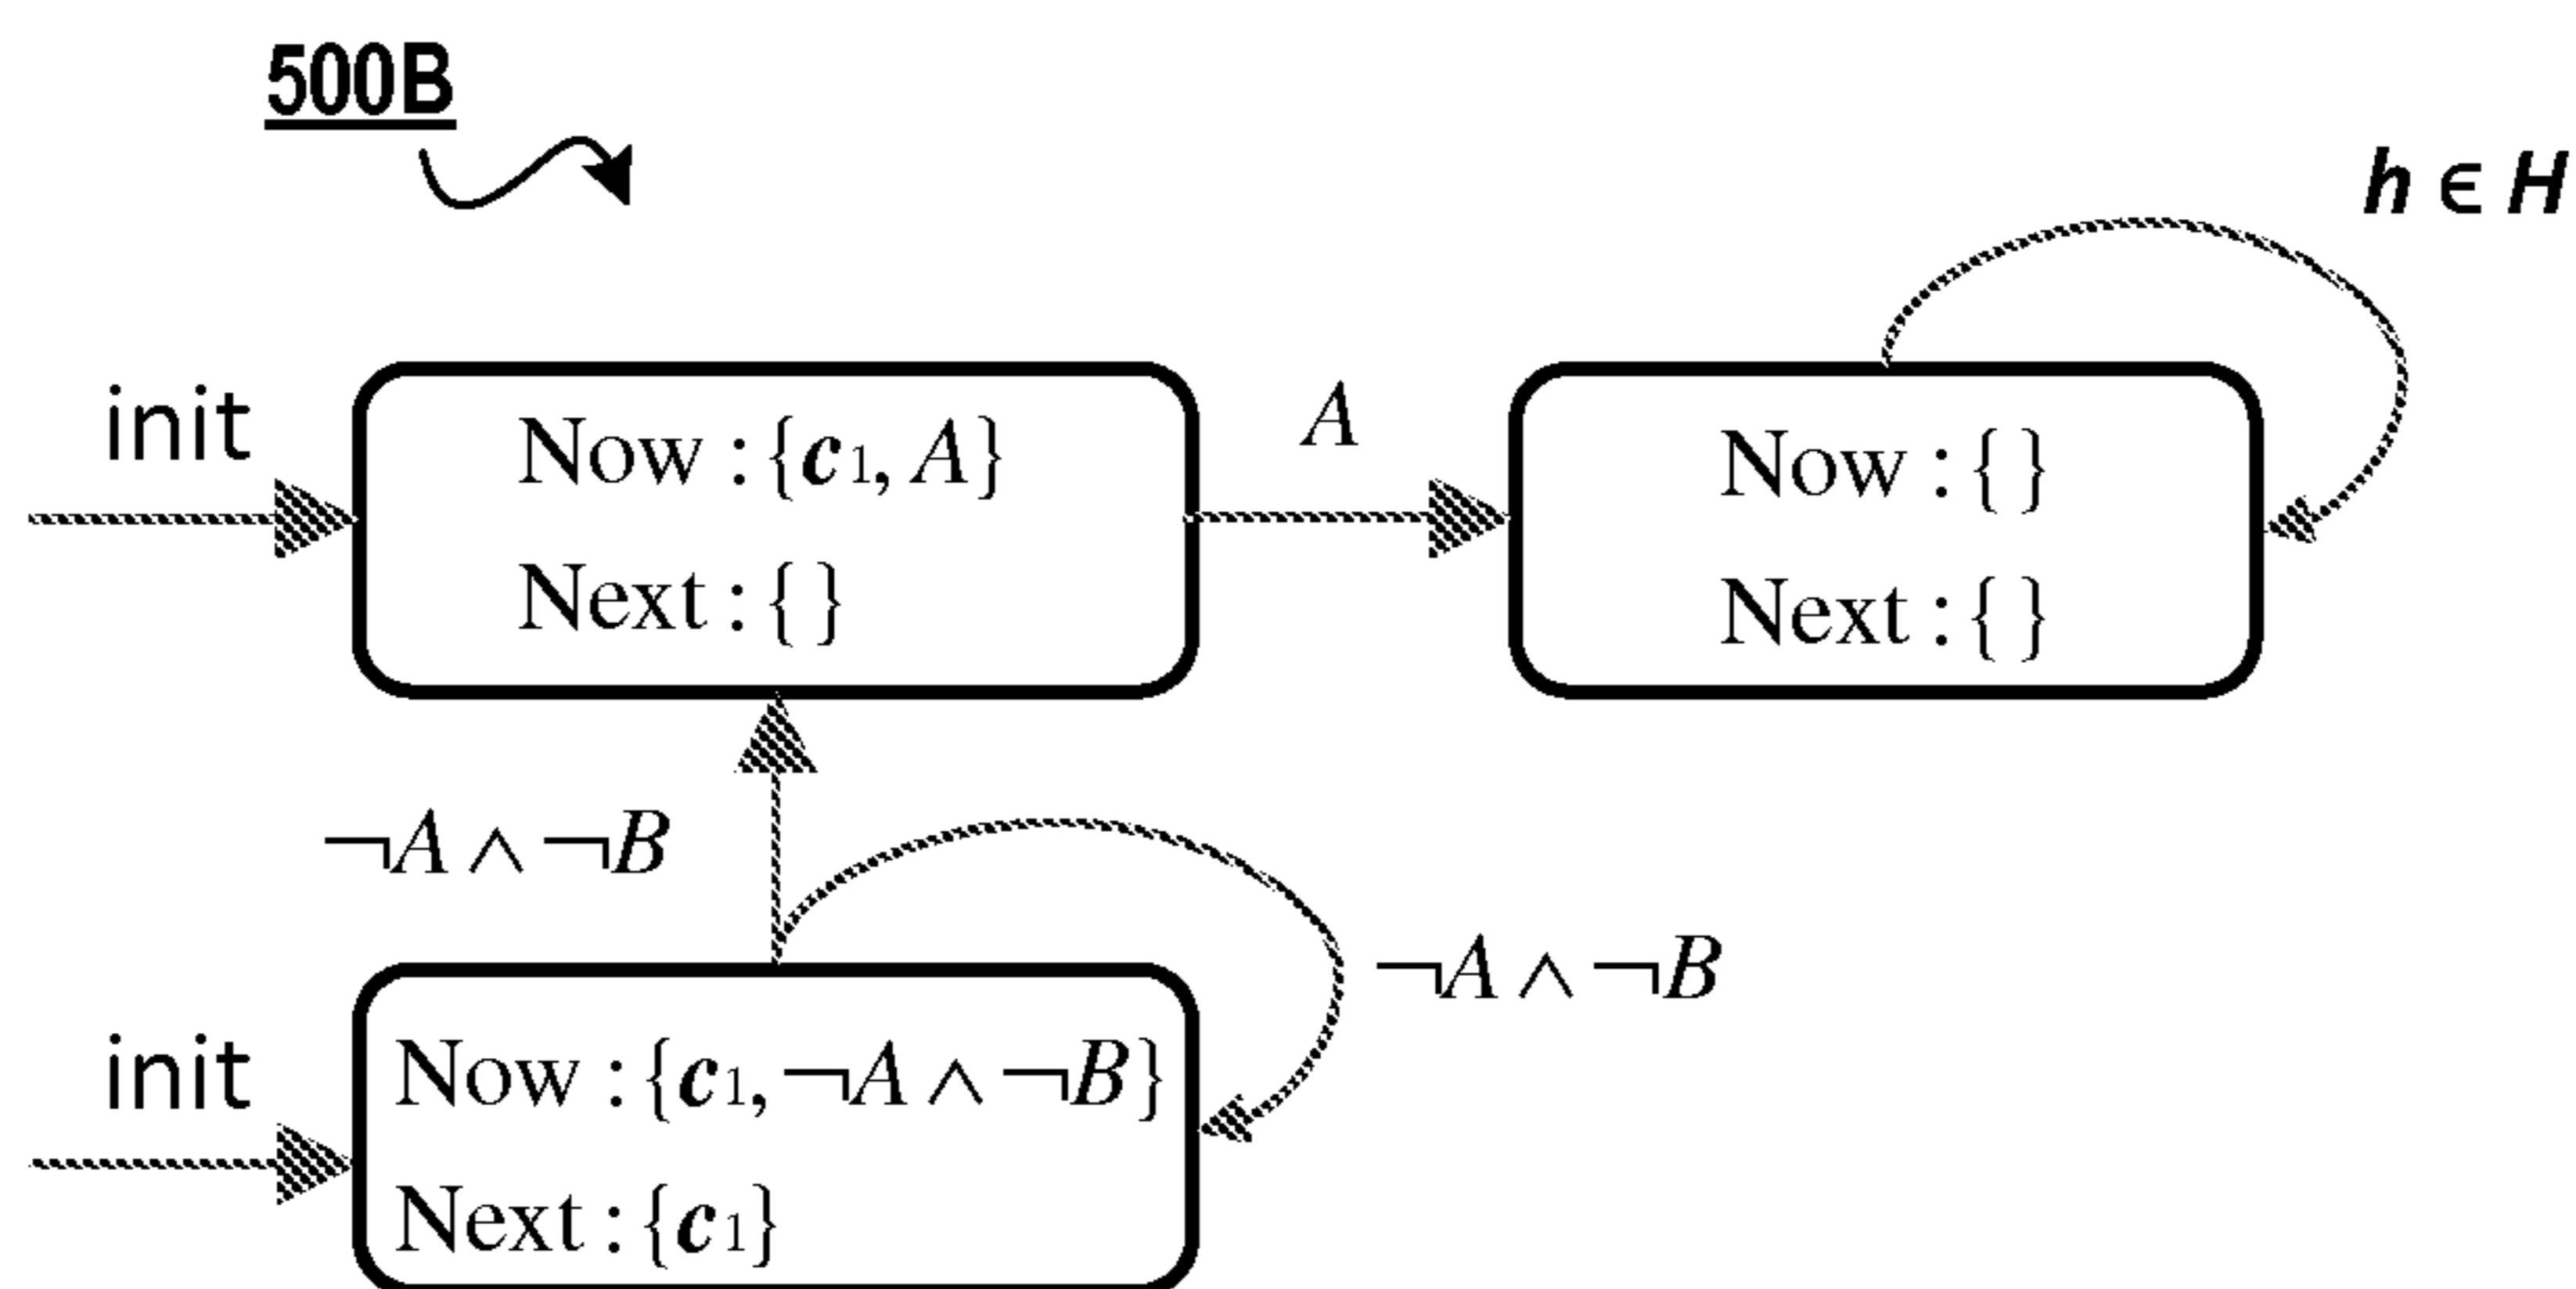 500B
h ∈ H
init
Now : {c1, A}
Next : { }
A
Now : { }
Next : { }
¬A ∧ ¬B
¬A ∧ ¬B
init
Now : {c1, ¬A ∧ ¬B}
Next : {c1}